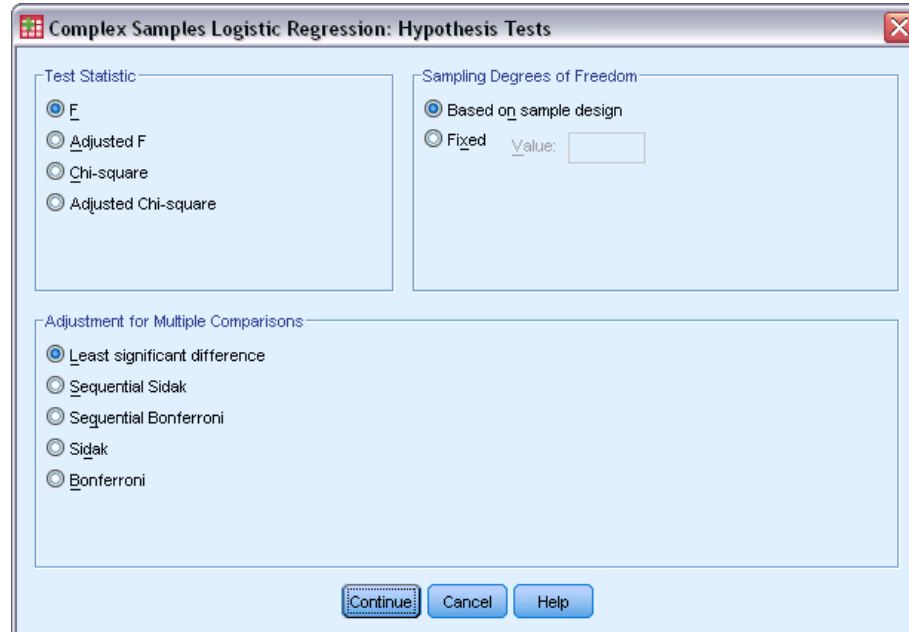 Complex Samples Logistic Regression: Hypothesis Tests
Test Statistic
F
Adjusted F
Chi-square
Adjusted Chi-square
Sampling Degrees of Freedom
Based on sample design
Fixed Value:
Adjustment for Multiple Comparisons
Least significant difference
Sequential Sidak
Sequential Bonferroni
Sidak
Bonferroni
Continue Cancel Help